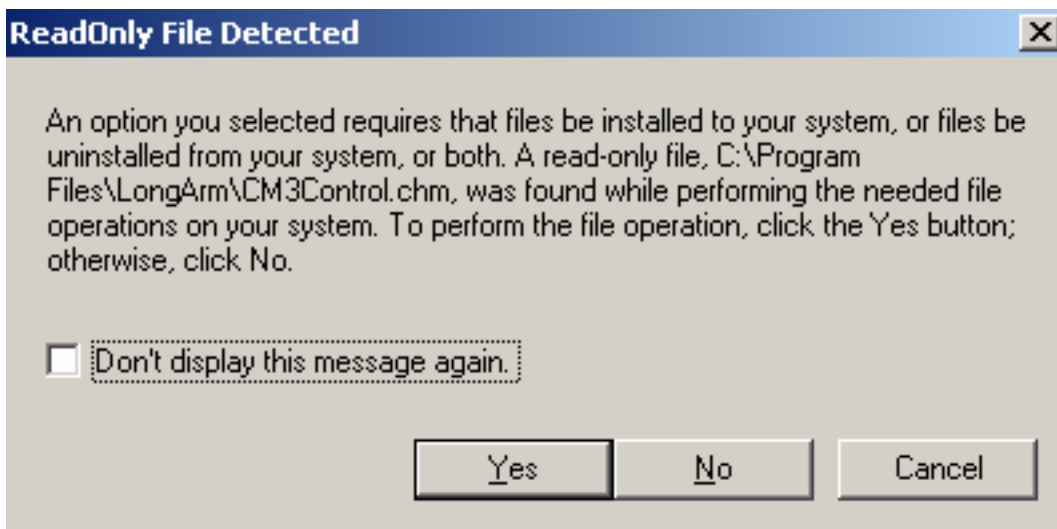 ReadOnly File Detected
An option you selected requires that files be installed to your system, or files be
uninstalled from your system, or both. A read-only file, C:\Program
Files\LongArm\CM3Control.chm, was found while performing the needed file
operations on your system. To perform the file operation, click the Yes button;
otherwise, click No.
Don't display this message again.
Yes No Cancel